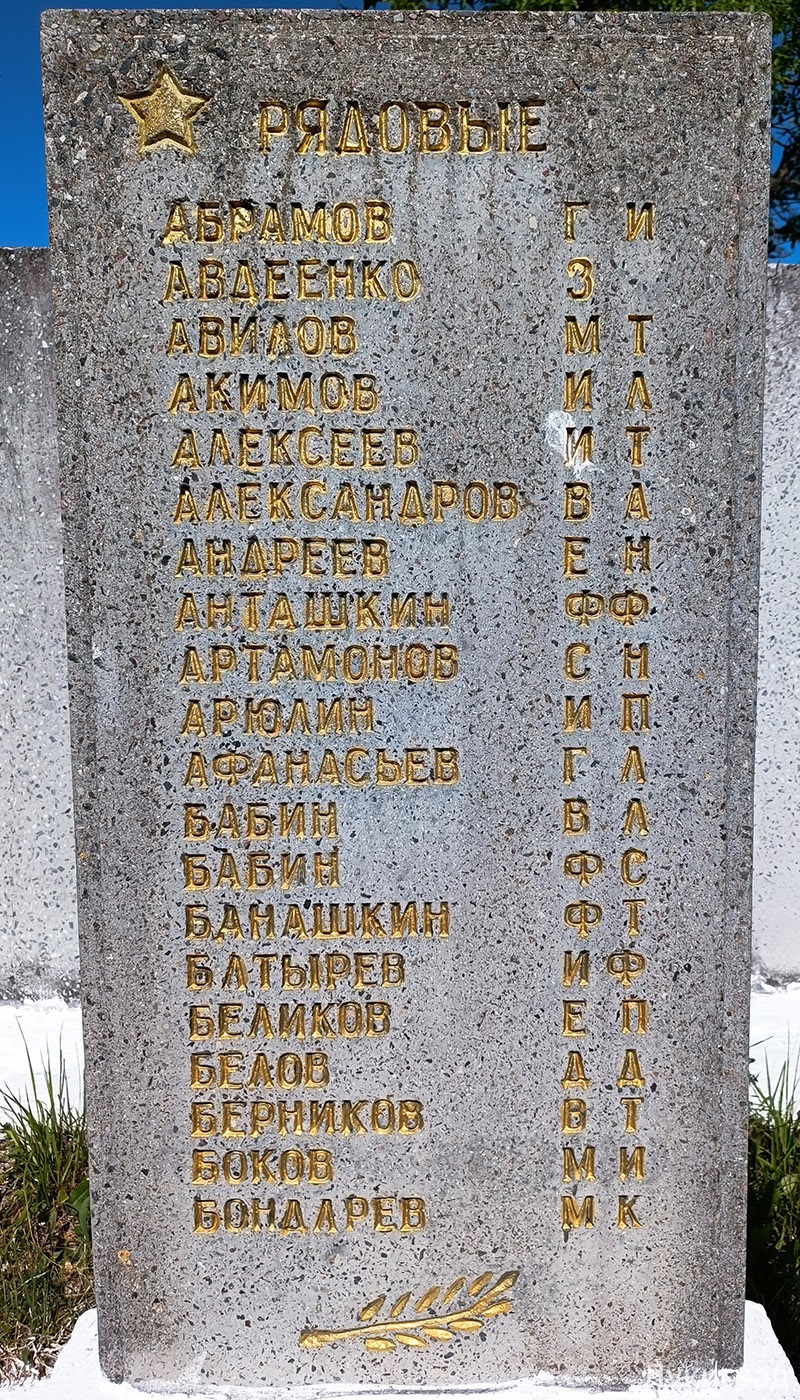 РЯДОВЫЕ
АБРАМОВ Г И
АВДЕЕНКО З
АВИЛОВ М Т
АКИМОВ И Л
АЛЕКСЕЕВ И Т
АЛЕКСАНДРОВ В А
АНДРЕЕВ Е Н
АНТАШКИН Ф Ф
АРТАМОНОВ С Н
АРЮЛИН И П
АФАНАСЬЕВ Г Л
БАБИН В Л
БАБИН Ф С
БАНАШКИН Ф Т
БАТЫРЕВ И Ф
БЕЛИКОВ Е П
БЕЛОВ Д Д
БЕРНИКОВ В Т
БОКОВ М И
БОНДАРЕВ М К